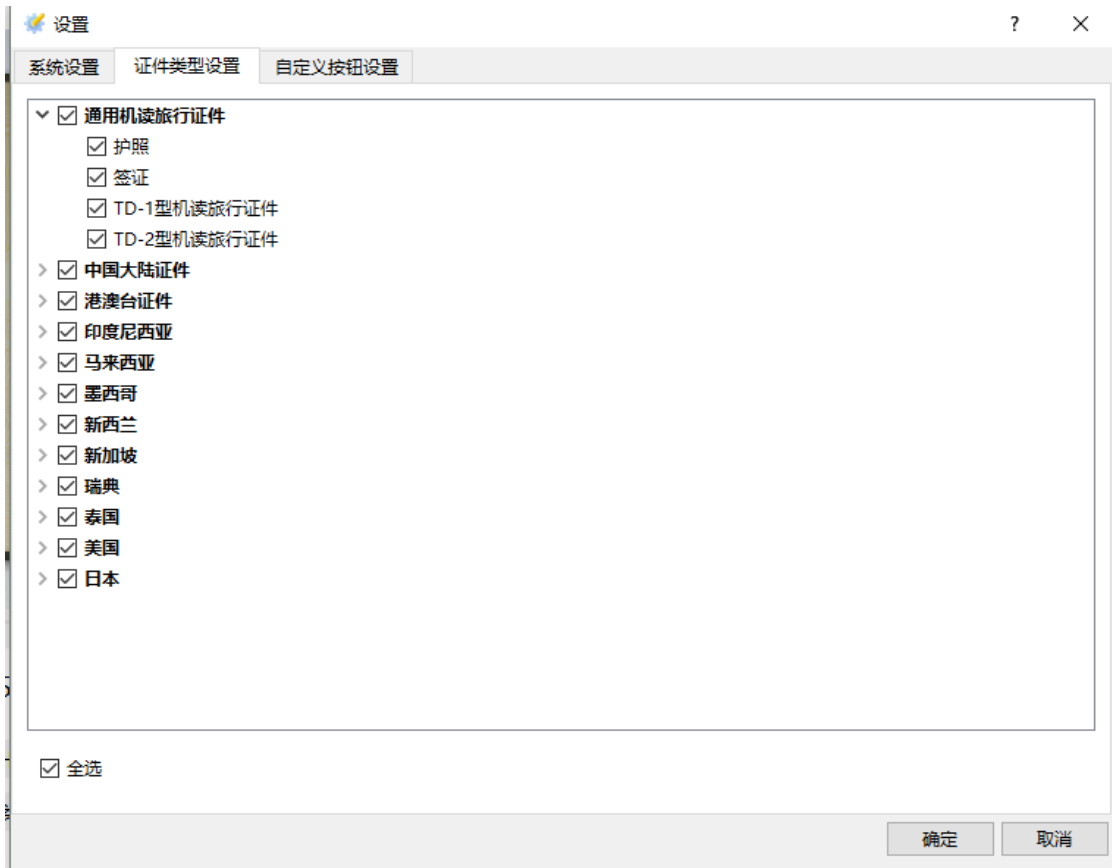 设置
系统设置 证件类型设置 自定义按钮设置
通用机读旅行证件
护照
签证
TD-1型机读旅行证件
TD-2型机读旅行证件
中国大陆证件
港澳台证件
印度尼西亚
马来西亚
墨西哥
新西兰
新加坡
瑞典
泰国
美国
日本
全选
确定 取消